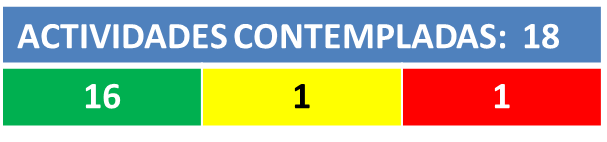 ACTIVIDADES CONTEMPLADAS: 18
16 1 1